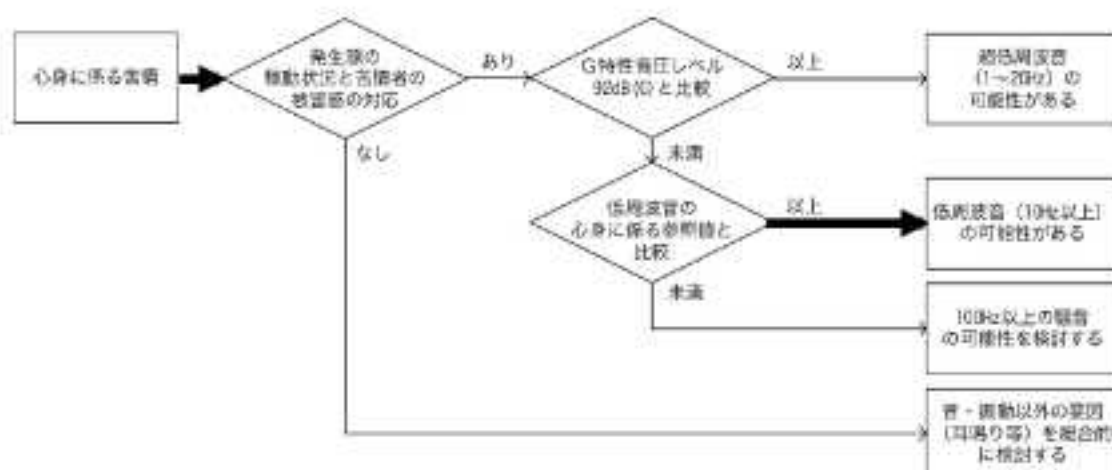 心身に係る苦情
発生源の
稼動状況と苦情者の
被害感の対応
あり
なし
G特性音圧レベル
92dB(G)と比較
以上
未満
超低周波音
(1～20Hz)の
可能性がある
低周波音の
心身に係る参照値と
比較
以上
未満
低周波音(10Hz以上)
の可能性がある
100Hz以上の騒音
の可能性を検討する
音・振動以外の要因
(耳鳴り等)を総合的
に検討する